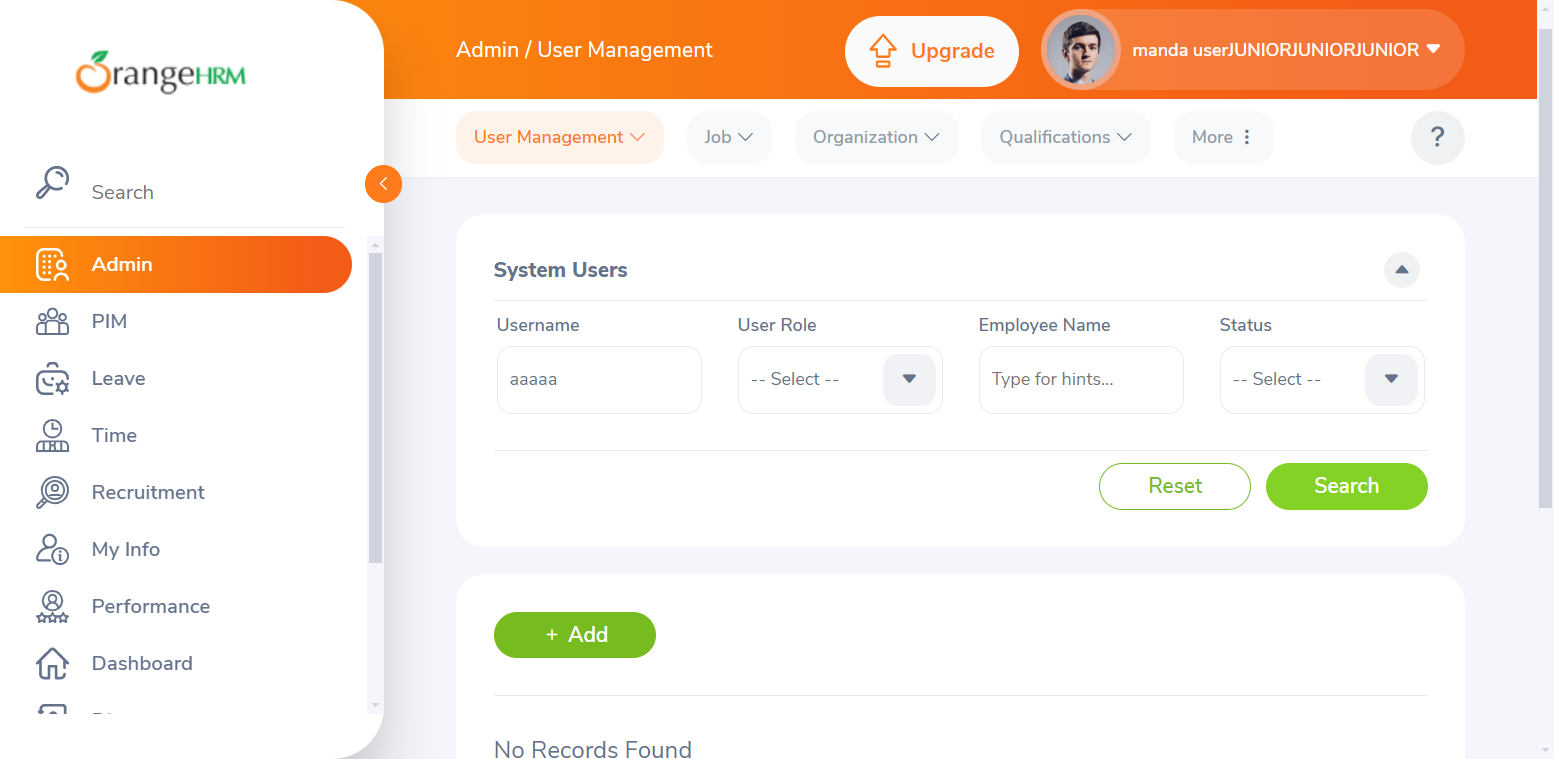 OrangeHRM
Search
Admin
PIM
Leave
Time
Recruitment
My Info
Performance
Dashboard
Admin / User Management
Upgrade
manda userJUNIORJUNIORJUNIOR
User Management
Job
Organization
Qualifications
More
?
System Users
Username
User Role
Employee Name
Status
aaaaa
-- Select --
Type for hints...
-- Select --
Reset
Search
+ Add
No Records Found